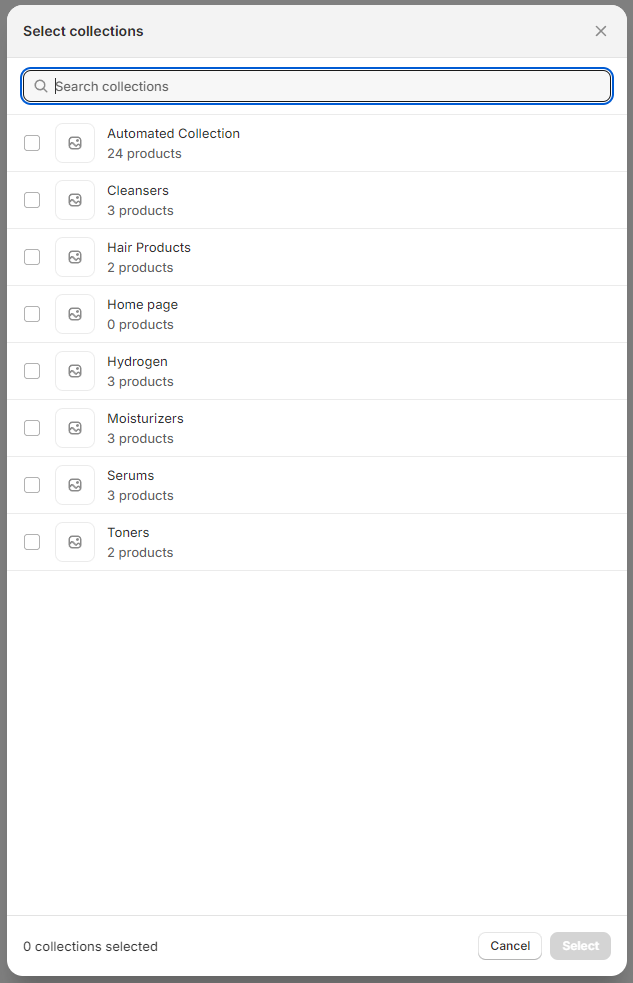 Select collections
Search collections
Automated Collection
24 products
Cleansers
3 products
Hair Products
2 products
Home page
0 products
Hydrogen
3 products
Moisturizers
3 products
Serums
3 products
Toners
2 products
0 collections selected
Cancel
Select